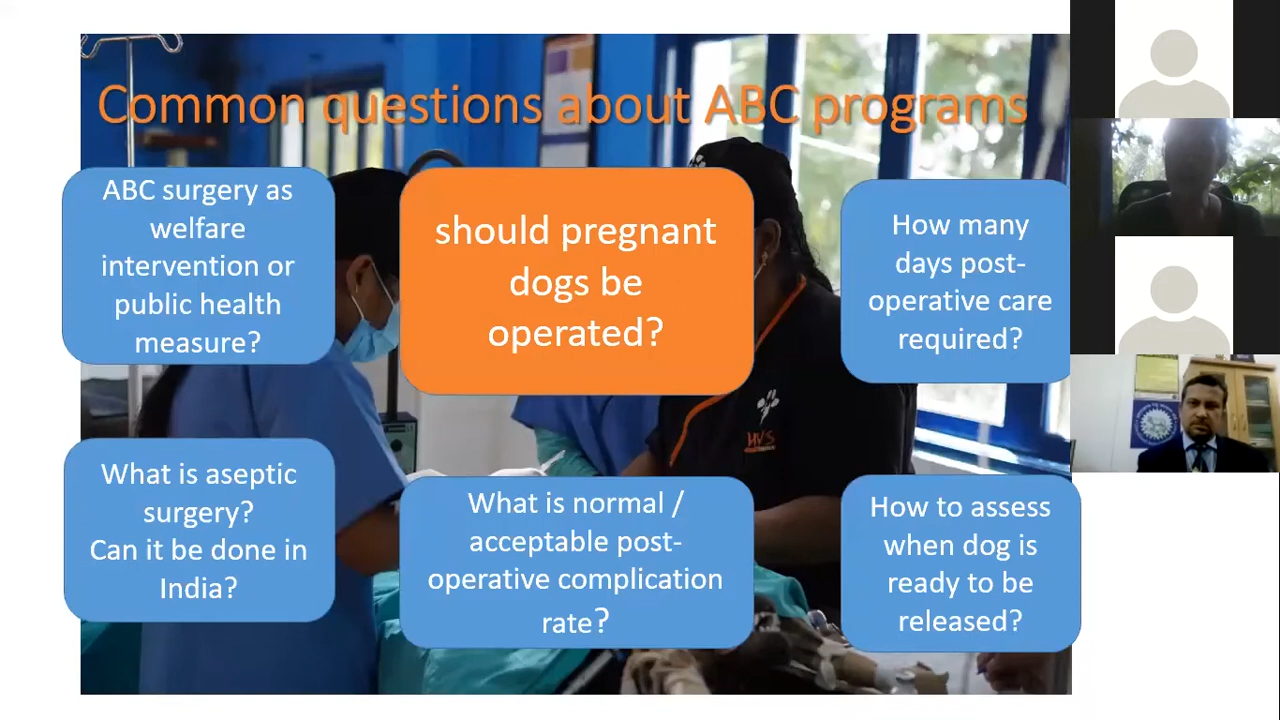 Common questions about ABC programs
ABC surgery as
welfare
intervention or
public health
measure?
should pregnant
dogs be
operated?
How many
days post-
operative care
required?
What is aseptic
surgery?
Can it be done in
India?
What is normal /
acceptable post-
operative complication
rate?
How to assess
when dog is
ready to be
released?
HVS